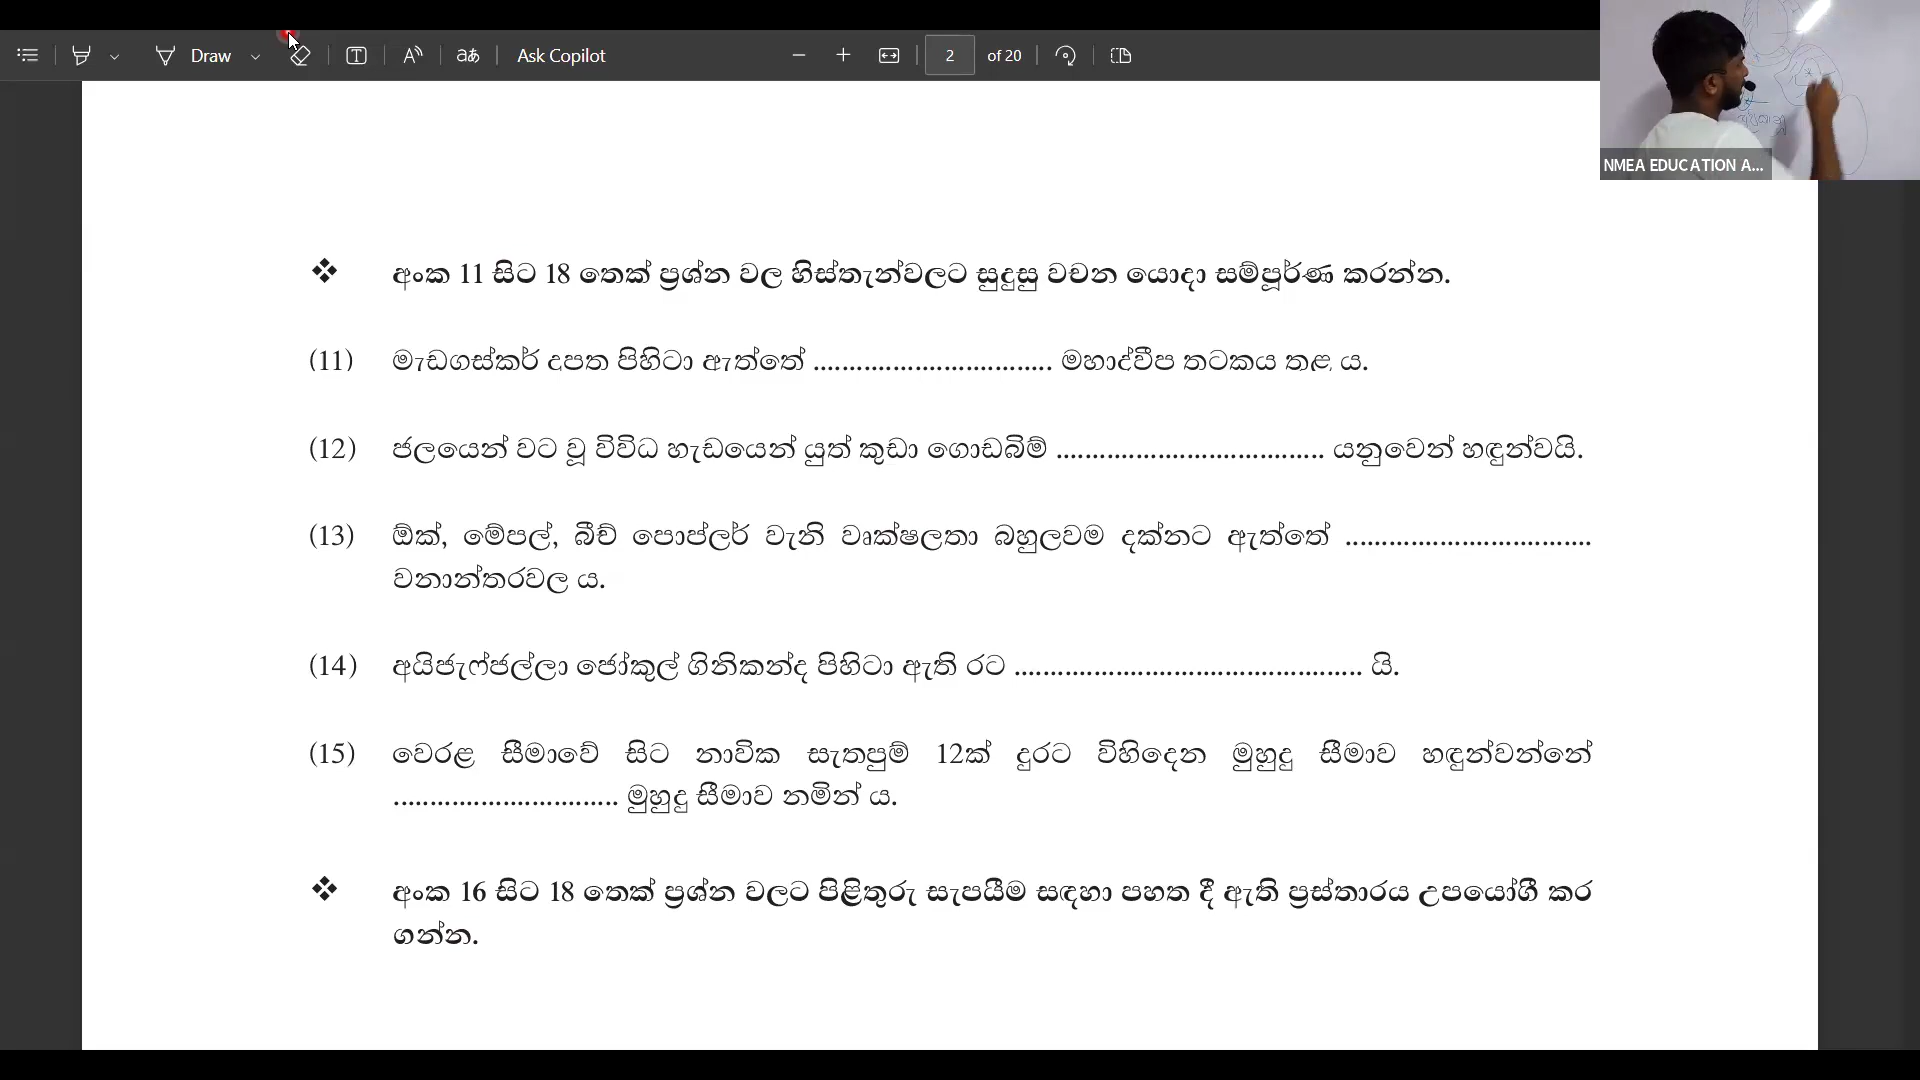 Draw
Ask Copilot
2 of 20
NMEA EDUCATION A...
❖ අංක 11 සිට 18 තෙක් ප්‍රශ්න වල හිස්තැන්වලට සුදුසු වචන යොදා සම්පූර්ණ කරන්න.
(11) මැඩගස්කර් දූපත පිහිටා ඇත්තේ ................................. මහාද්වීප තටකය තුළ ය.
(12) ජලයෙන් වට වූ විවිධ හැඩයෙන් යුත් කුඩා ගොඩබිම් ..................................... යනුවෙන් හඳුන්වයි.
(13) ඕක්, මේපල්, බීච් පොප්ලර් වැනි වෘක්ෂලතා බහුලවම දක්නට ඇත්තේ ..................................
වනාන්තරවල ය.
(14) අයිජැෆ්ජල්ලා ජෝකුල් ගිනිකන්ද පිහිටා ඇති රට ................................................ යි.
(15) වෙරළ සීමාවේ සිට නාවික සැතපුම් 12ක් දුරට විහිදෙන මුහුදු සීමාව හඳුන්වන්නේ
............................... මුහුදු සීමාව නමින් ය.
❖ අංක 16 සිට 18 තෙක් ප්‍රශ්න වලට පිළිතුරු සැපයීම සඳහා පහත දී ඇති ප්‍රස්තාරය උපයෝගී කර
ගන්න.